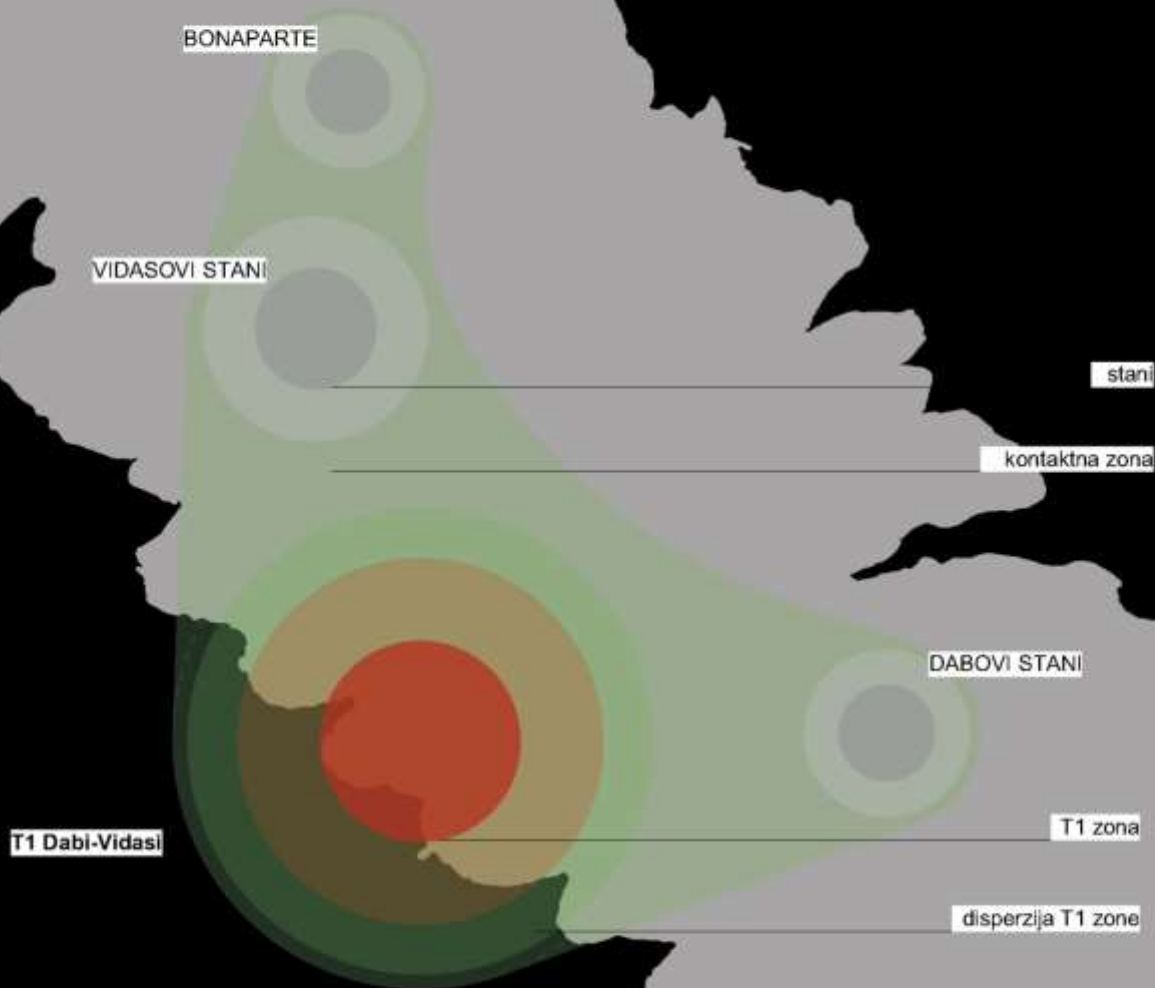 BONAPARTE
VIDASOVI STANI
stani
kontaktna zona
DABOVI STANI
T1 zona
T1 Dabi-Vidasi
disperzija T1 zone